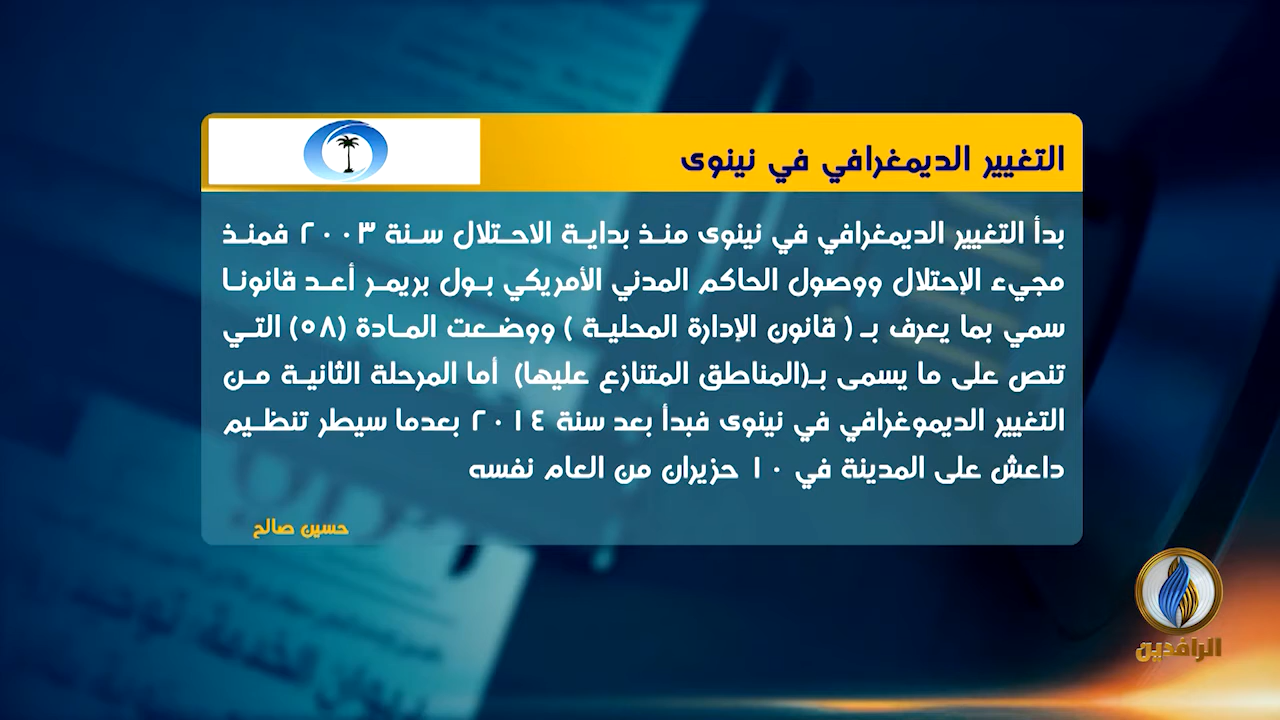 التغيير الديمغرافي في نينوى
بدأ التغيير الديمغرافي في نينوى منذ بداية الاحتلال سنة ٢٠٠٣ فمنذ
مجيء الإحتلال ووصول الحاكم المدني الأمريكي بول بريمر أعد قانونا
سمي بما يعرف بـ ( قانون الإدارة المحلية ) ووضعت المادة (٥٨) التي
تنص على ما يسمى بـ(المناطق المتنازع عليها) أما المرحلة الثانية من
التغيير الديموغرافي في نينوى فبدأ بعد سنة ٢٠١٤ بعدما سيطر تنظيم
داعش على المدينة في ١٠ حزيران من العام نفسه
حسين صالح
الرافدين